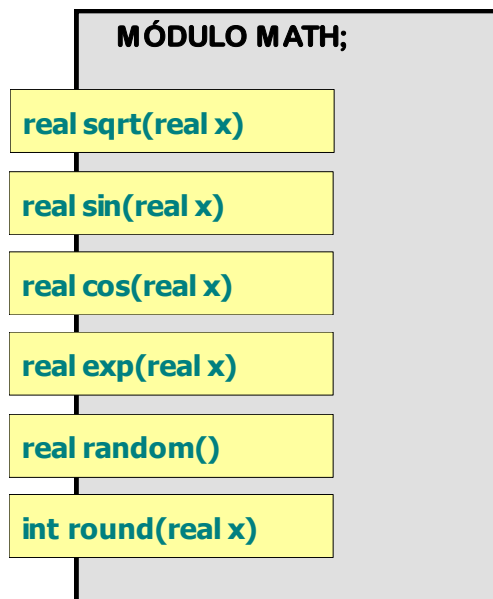 MÓDULO MATH;
real sqrt(real x)
real sin(real x)
real cos(real x)
real exp(real x)
real random()
int round(real x)